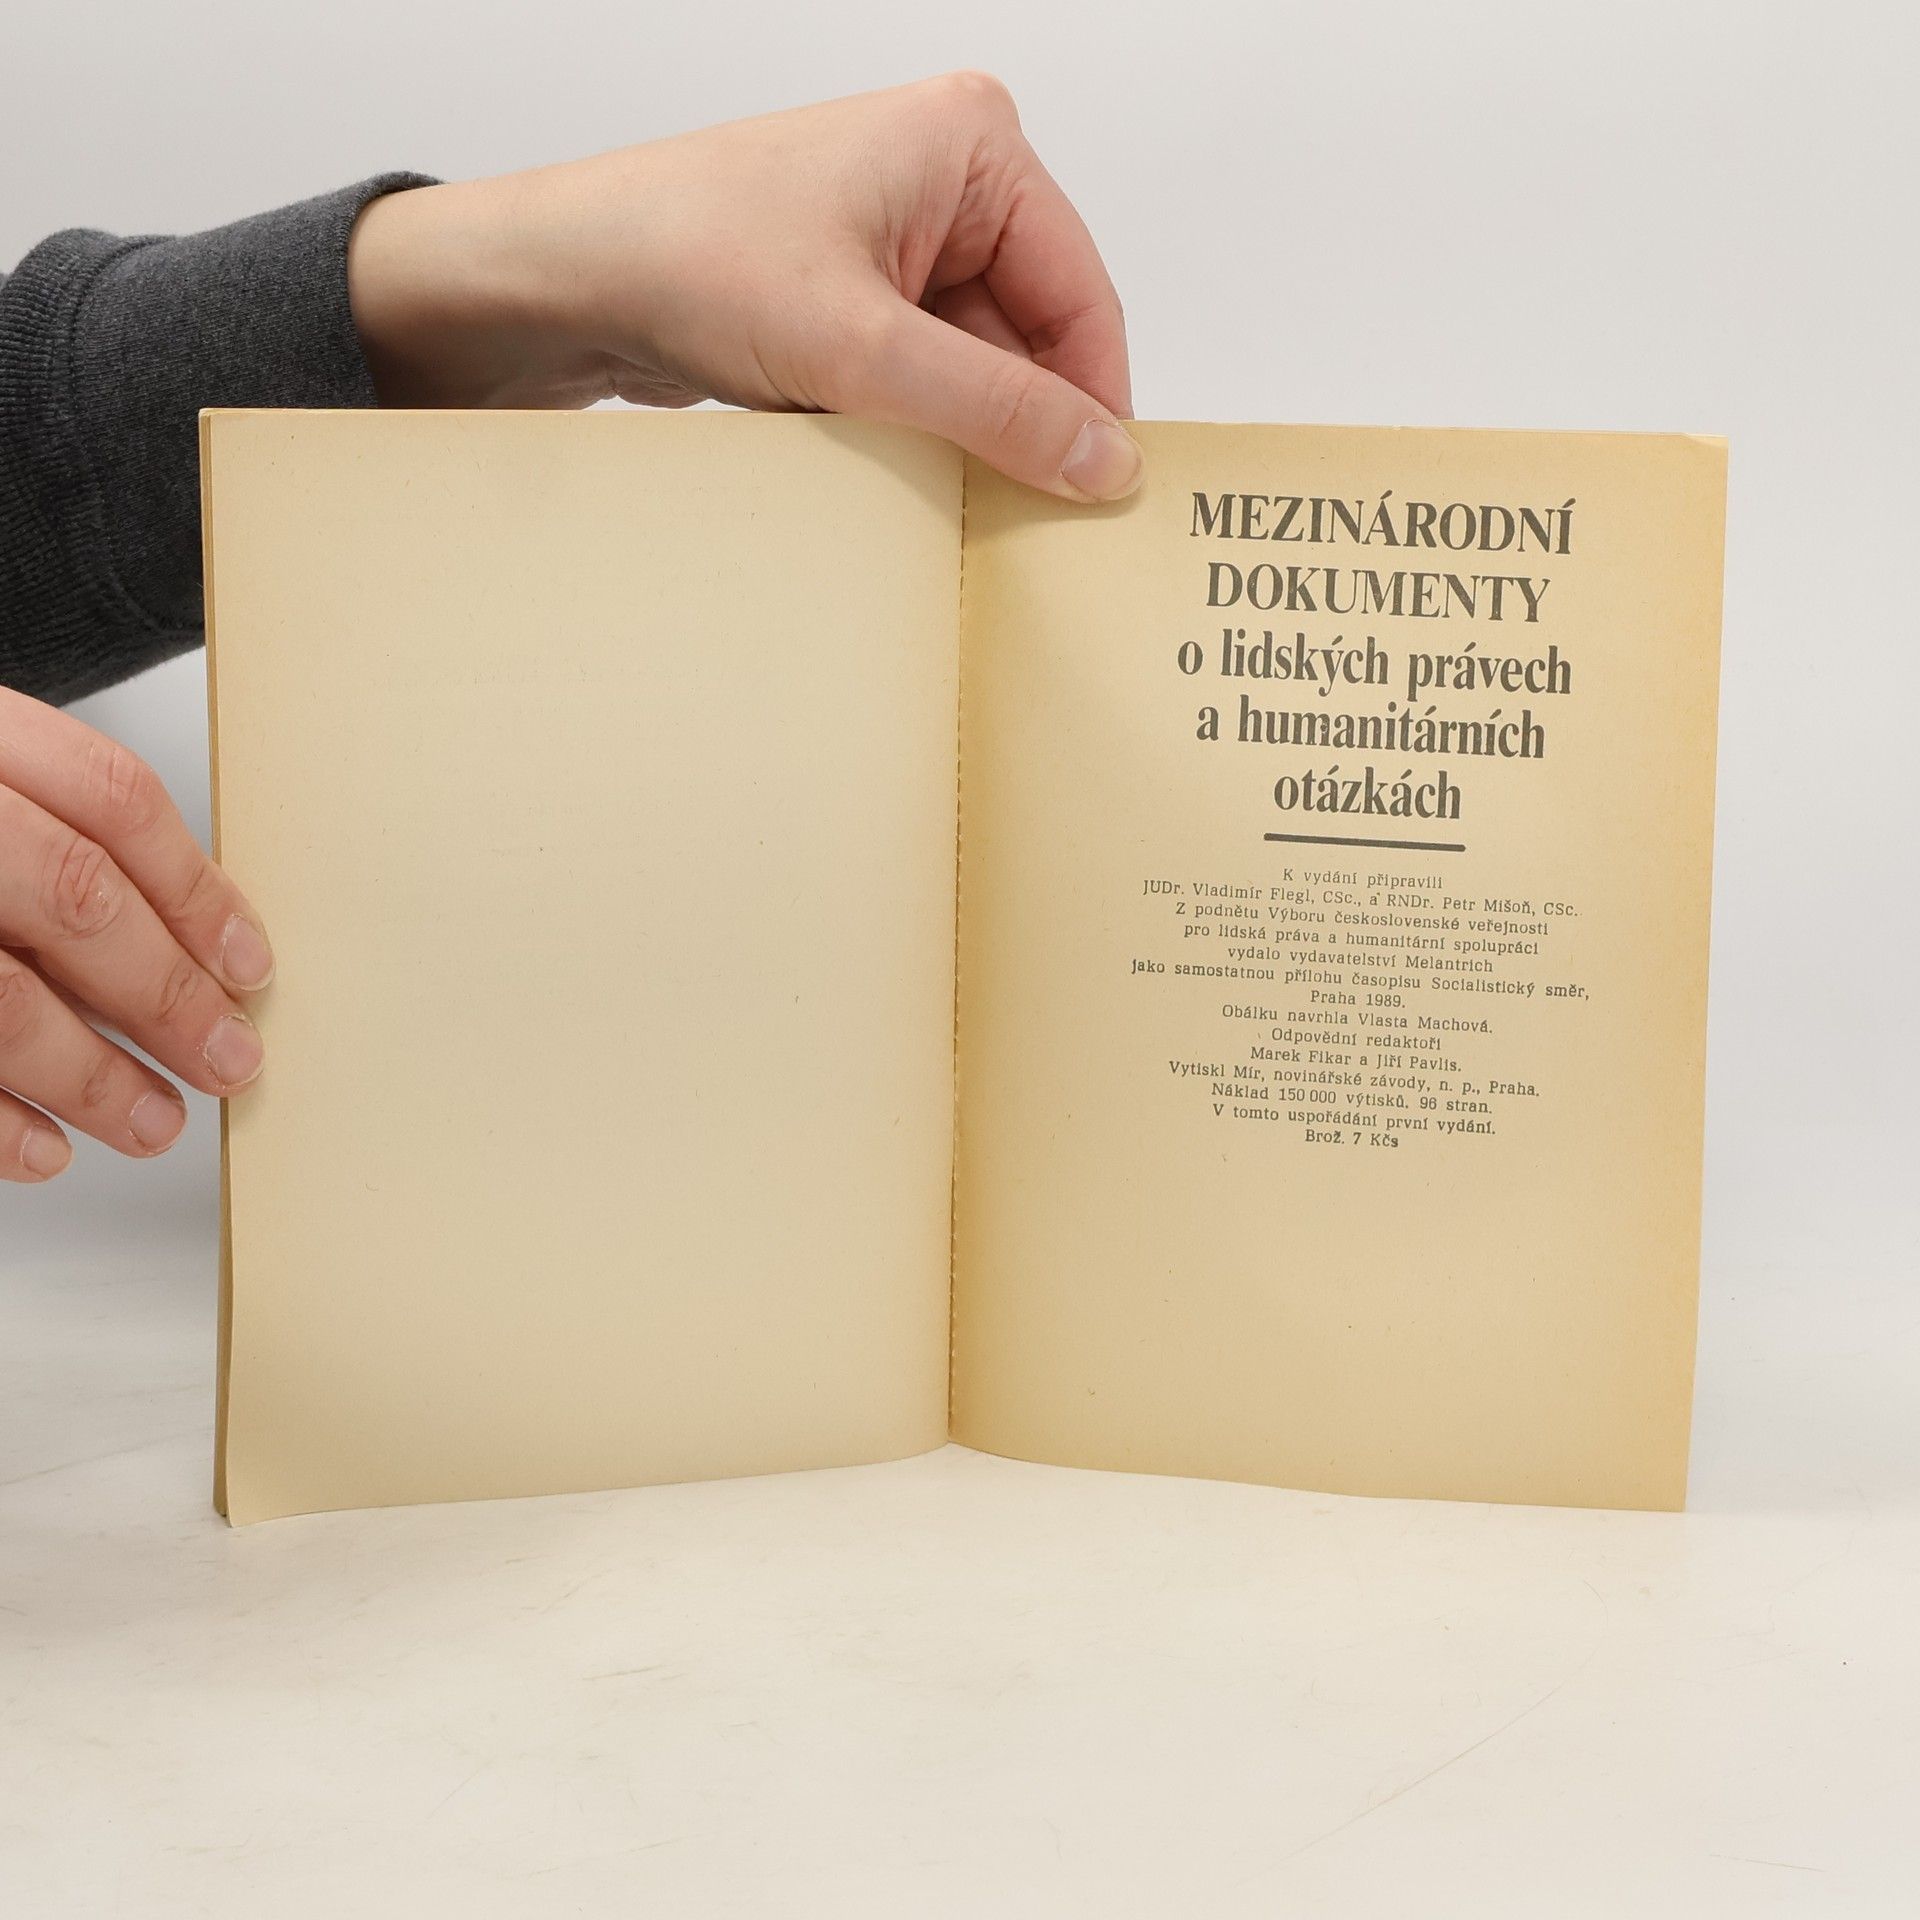 MEZINÁRODNÍ
DOKUMENTY
o lidských právech
a humanitárních
otázkách
K vydání připravili
JUDr. Vladimír Flegl, CSc., a RNDr. Petr Mišoň, CSc.
Z podnětu Výboru československé veřejnosti
pro lidská práva a humanitární spolupráci
vydalo vydavatelství Melantrich
jako samostatnou přílohu časopisu Socialistický směr,
Praha 1989.
Obálku navrhla Vlasta Machová.
Odpovědní redaktoři
Marek Fikar a Jiří Pavlis.
Vytiskl Mír, novinářské závody, n. p., Praha.
Náklad 150 000 výtisků. 96 stran.
V tomto uspořádání první vydání.
Brož. 7 Kčs